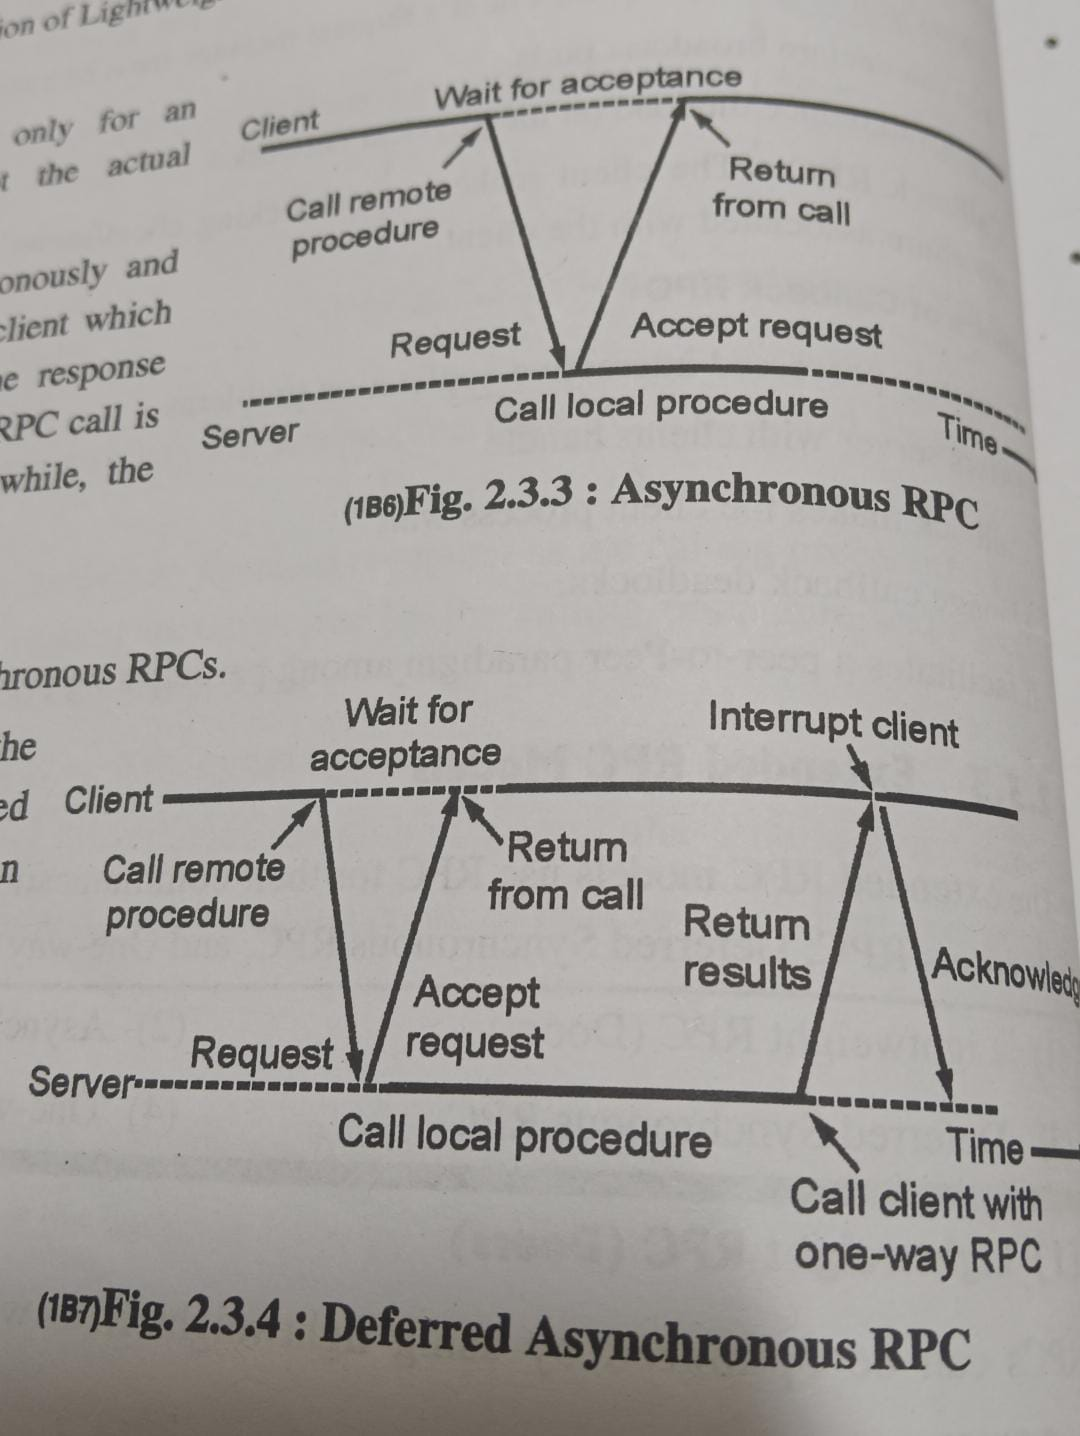 ion of Lightweig
only for an
the actual
onously and
client which
e response
RPC call is
while, the
Client
Wait for acceptance
Call remote
procedure
Return
from call
Request
Accept request
Server
Call local procedure
Time
(1B6)Fig. 2.3.3 : Asynchronous RPC
hronous RPCs.
he
ed
n
Wait for
acceptance
Interrupt client
Client
Call remote
procedure
Return
from call
Return
results
Acknowledg
Accept
request
Request
Server
Call local procedure
Time
Call client with
one-way RPC
(1B7)Fig. 2.3.4 : Deferred Asynchronous RPC